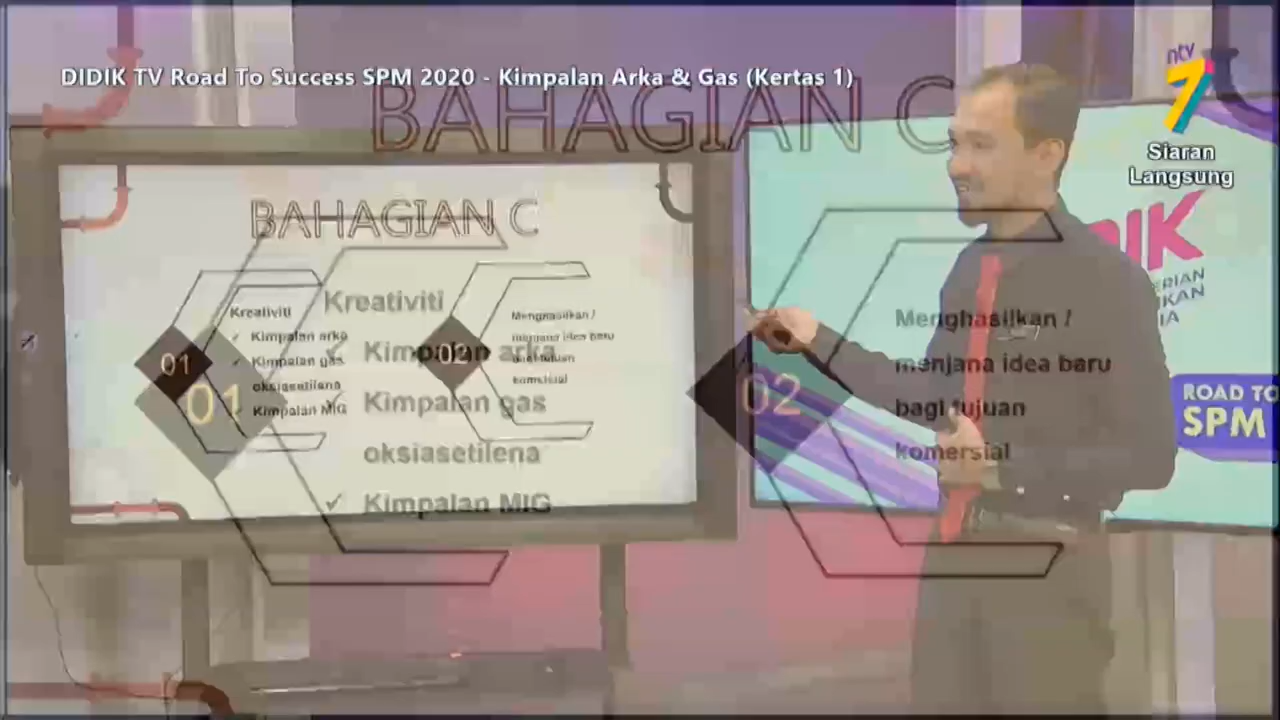 DIDIK TV Road To Success SPM 2020 - Kimpalan Arka & Gas (Kertas 1)
ntv
7
Siaran
Langsung
BAHAGIAN C
01
Kreativiti
✓ Kimpalan arka
✓ Kimpalan gas
oksiasetilena
✓ Kimpalan MIG
02
Menghasilkan /
menjana idea baru
bagi tujuan
komersial
BAHAGIAN C
01
Kreativiti
✓ Kimpalan arka
✓ Kimpalan gas
oksiasetilena
✓ Kimpalan MIG
02
Menghasilkan /
menjana idea baru
bagi tujuan
komersial
ROAD TO
SPM